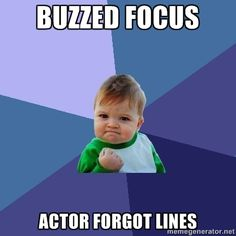 BUZZED FOCUS
ACTOR FORGOT LINES
memegenerator.net